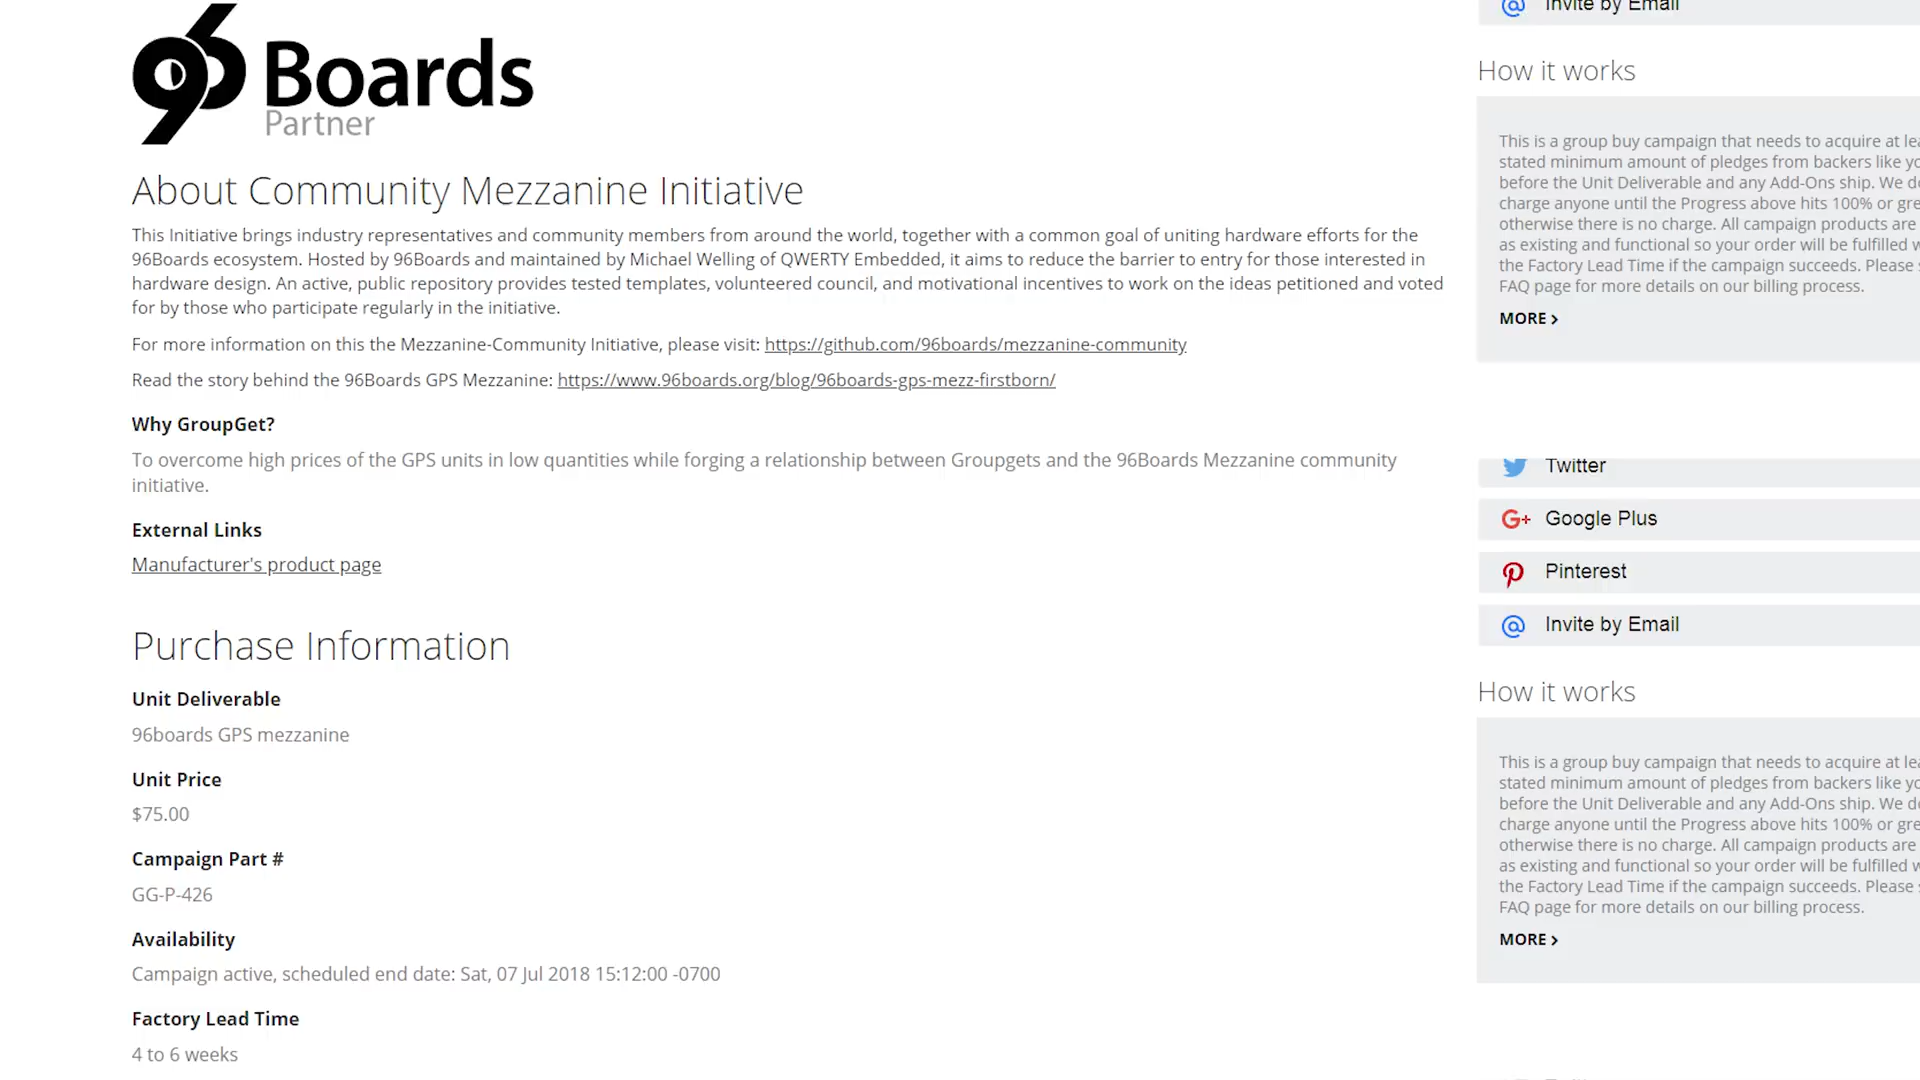 96 Boards
Partner
About Community Mezzanine Initiative
This Initiative brings industry representatives and community members from around the world, together with a common goal of uniting hardware efforts for the
96Boards ecosystem. Hosted by 96Boards and maintained by Michael Welling of QWERTY Embedded, it aims to reduce the barrier to entry for those interested in
hardware design. An active, public repository provides tested templates, volunteered council, and motivational incentives to work on the ideas petitioned and voted
for by those who participate regularly in the initiative.
For more information on this the Mezzanine-Community Initiative, please visit: https://github.com/96boards/mezzanine-community
Read the story behind the 96Boards GPS Mezzanine: https://www.96boards.org/blog/96boards-gps-mezz-firstborn/
Why GroupGet?
To overcome high prices of the GPS units in low quantities while forging a relationship between Groupgets and the 96Boards Mezzanine community
initiative.
External Links
Manufacturer's product page
Purchase Information
Unit Deliverable
96boards GPS mezzanine
Unit Price
$75.00
Campaign Part #
GG-P-426
Availability
Campaign active, scheduled end date: Sat, 07 Jul 2018 15:12:00 -0700
Factory Lead Time
4 to 6 weeks
Invite by Email
How it works
This is a group buy campaign that needs to acquire at
stated minimum amount of pledges from backers like
before the Unit Deliverable and any Add-Ons ship. We
charge anyone until the Progress above hits 100% or
otherwise there is no charge. All campaign products are
as existing and functional so your order will be fulfilled
the Factory Lead Time if the campaign succeeds. Please
FAQ page for more details on our billing process.
MORE >
Twitter
Google Plus
Pinterest
Invite by Email
How it works
This is a group buy campaign that needs to acquire at
stated minimum amount of pledges from backers like
before the Unit Deliverable and any Add-Ons ship. We
charge anyone until the Progress above hits 100% or
otherwise there is no charge. All campaign products are
as existing and functional so your order will be fulfilled
the Factory Lead Time if the campaign succeeds. Please
FAQ page for more details on our billing process.
MORE >